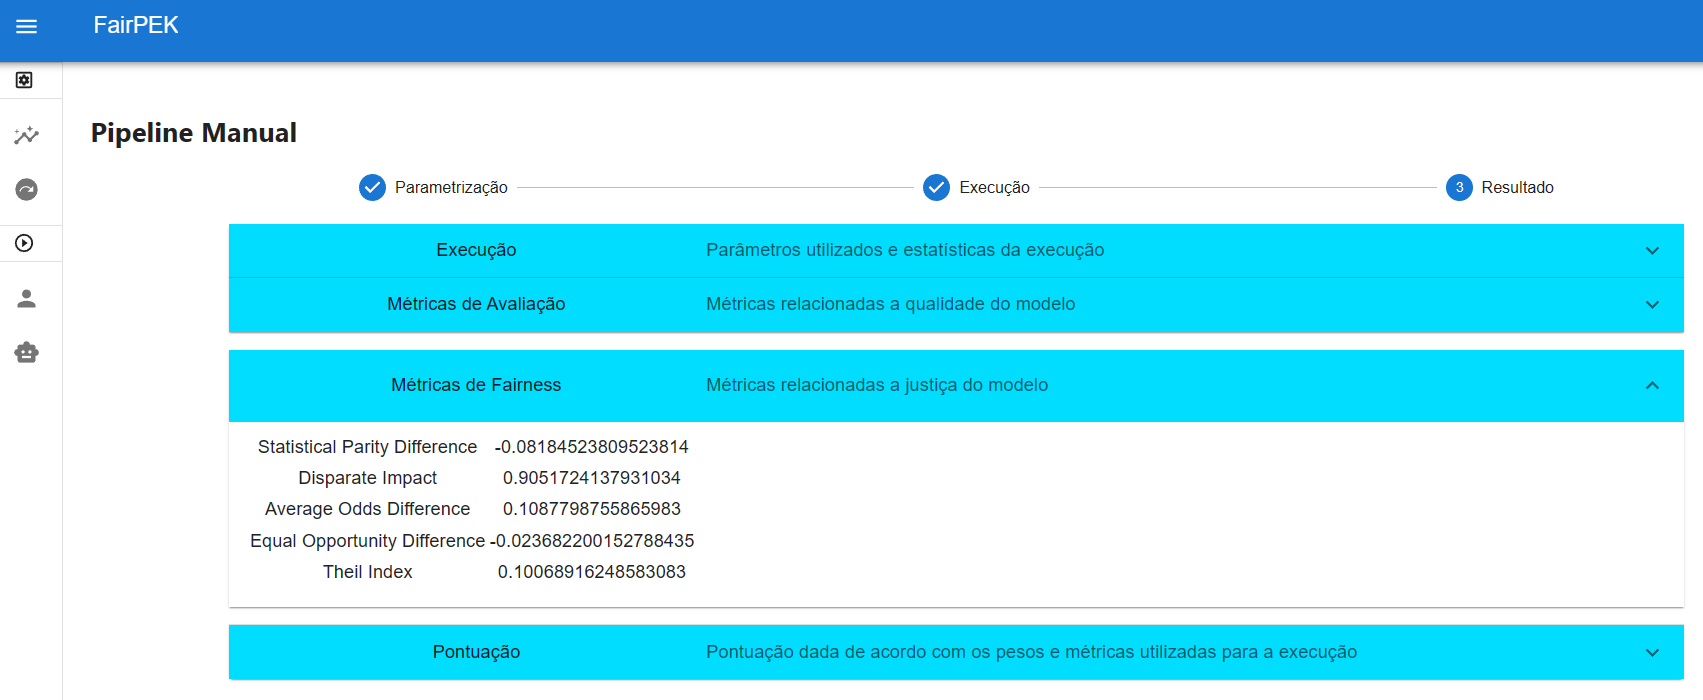 FairPEK
Pipeline Manual
Parametrização
Execução
3 Resultado
Execução Parâmetros utilizados e estatísticas da execução
Métricas de Avaliação Métricas relacionadas a qualidade do modelo
Métricas de Fairness Métricas relacionadas a justiça do modelo
Statistical Parity Difference -0.08184523809523814
Disparate Impact 0.9051724137931034
Average Odds Difference 0.1087798755865983
Equal Opportunity Difference -0.023682200152788435
Theil Index 0.10068916248583083
Pontuação Pontuação dada de acordo com os pesos e métricas utilizadas para a execução